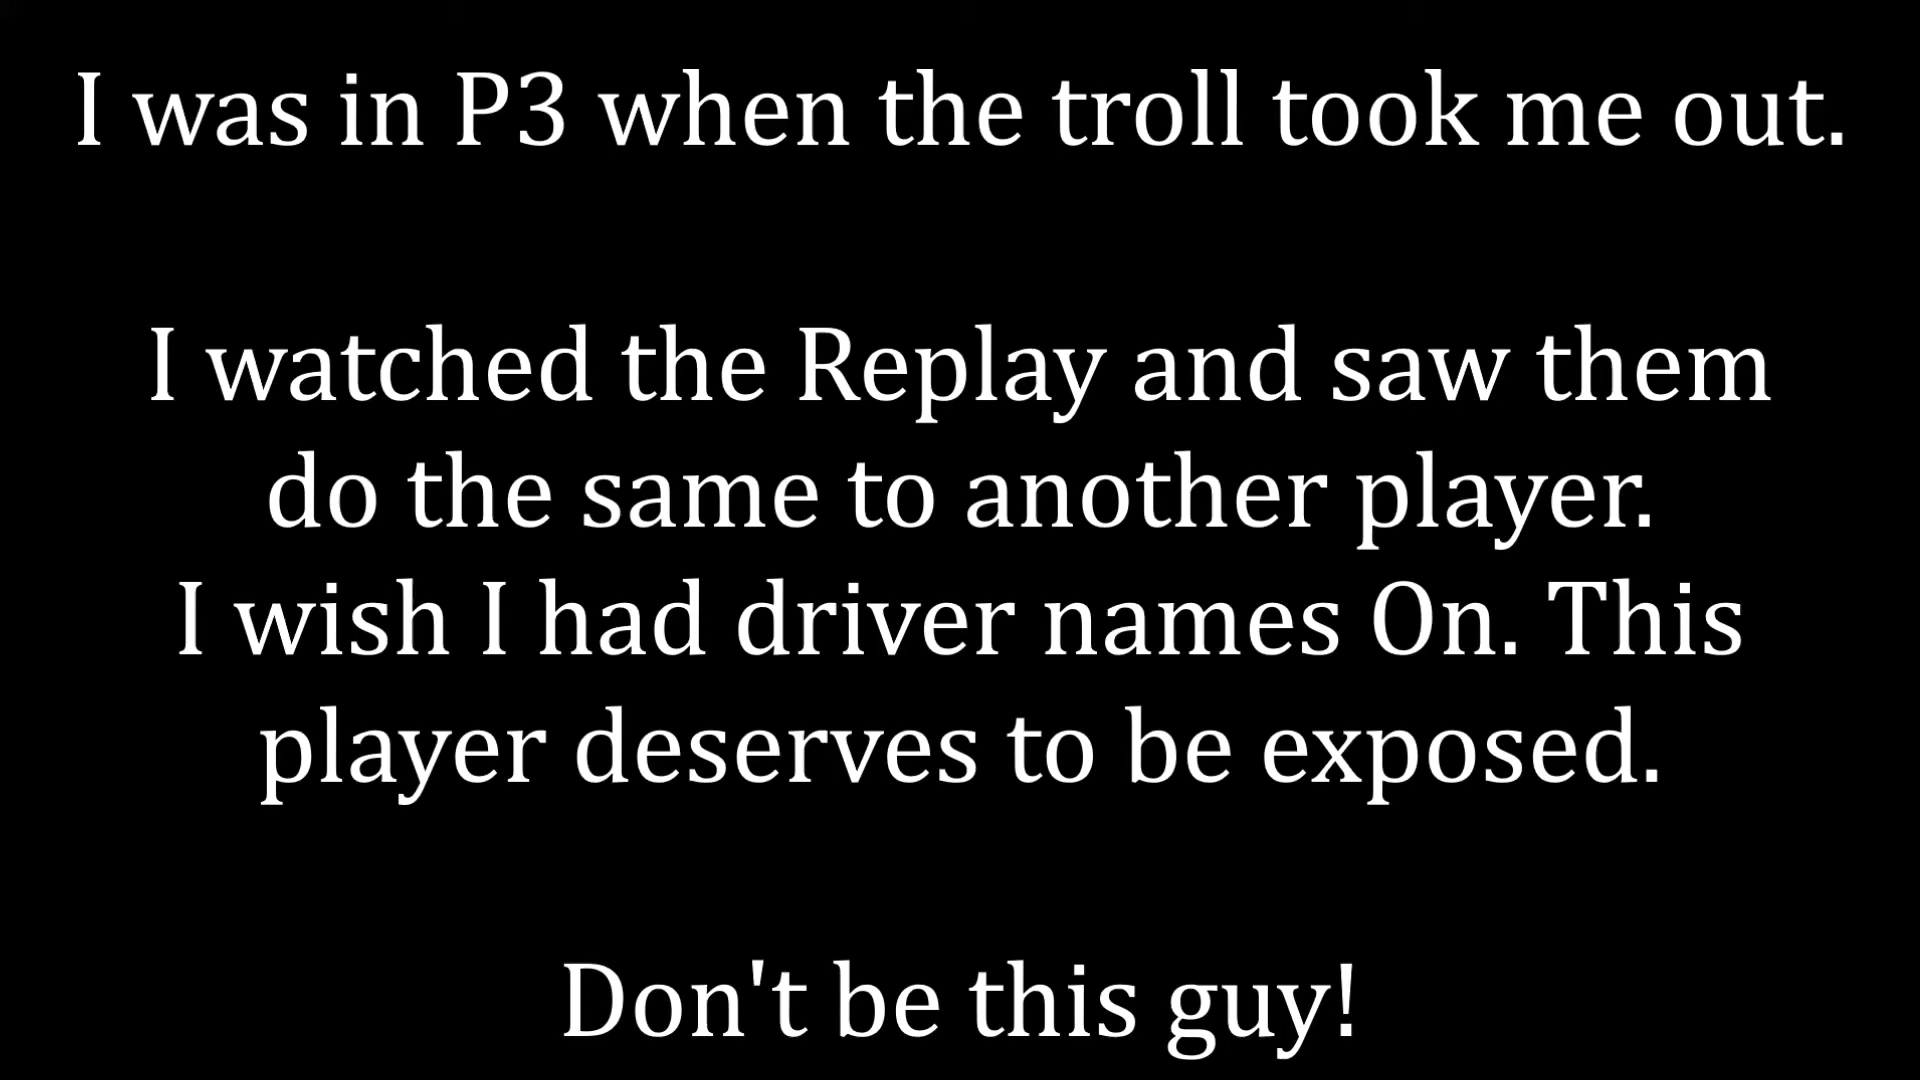 I was in P3 when the troll took me out.
I watched the Replay and saw them
do the same to another player.
I wish I had driver names On. This
player deserves to be exposed.
Don't be this guy!